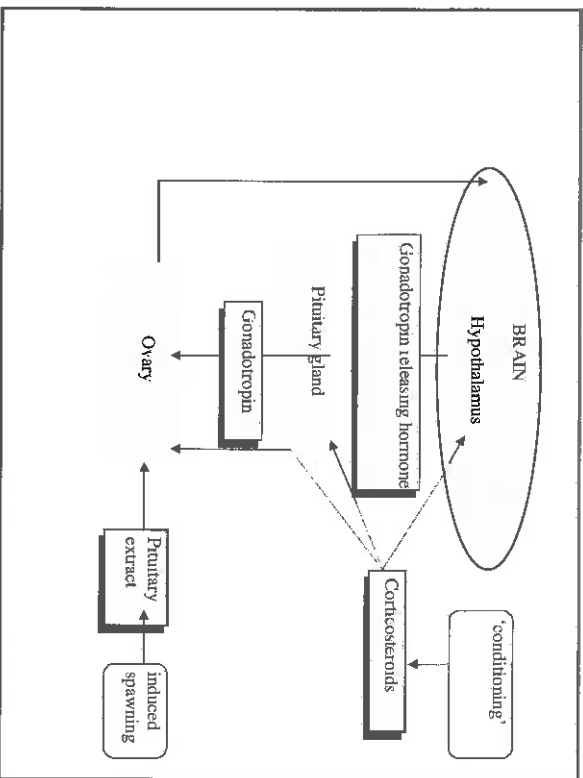 BRAIN
Hypothalamus
'conditioning'
Gonadotropin releasing hormone
Corticosteroids
Pituitary gland
Gonadotropin
Ovary
Pituitary
extract
induced
spawning